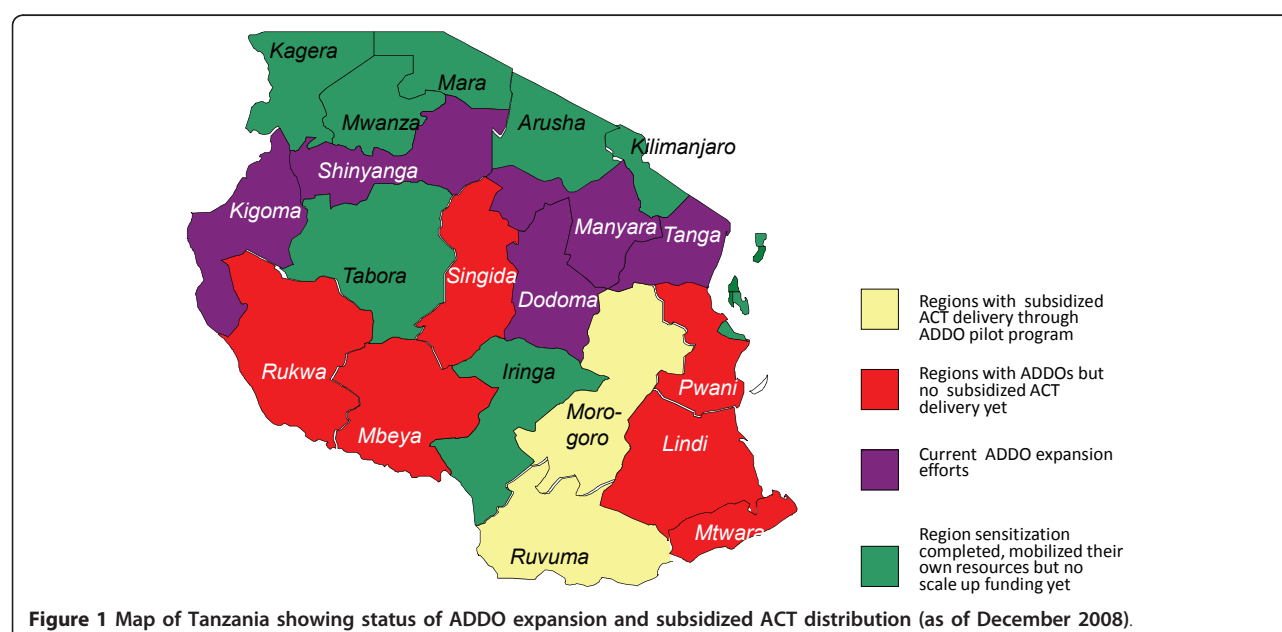 Kagera
Mara
Mwanza
Arusha
Kilimanjaro
Shinyanga
Kigoma
Manyara
Tanga
Tabora
Singida
Dodoma
Rukwa
Iringa
Pwani
Mbeya
Moro-
goro
Lindi
Mtwara
Ruvuma
Regions with subsidized
ACT delivery through
ADDO pilot program
Regions with ADDOs but
no subsidized ACT
delivery yet
Current ADDO expansion
efforts
Region sensitization
completed, mobilized their
own resources but no
scale up funding yet
Figure 1 Map of Tanzania showing status of ADDO expansion and subsidized ACT distribution (as of December 2008).